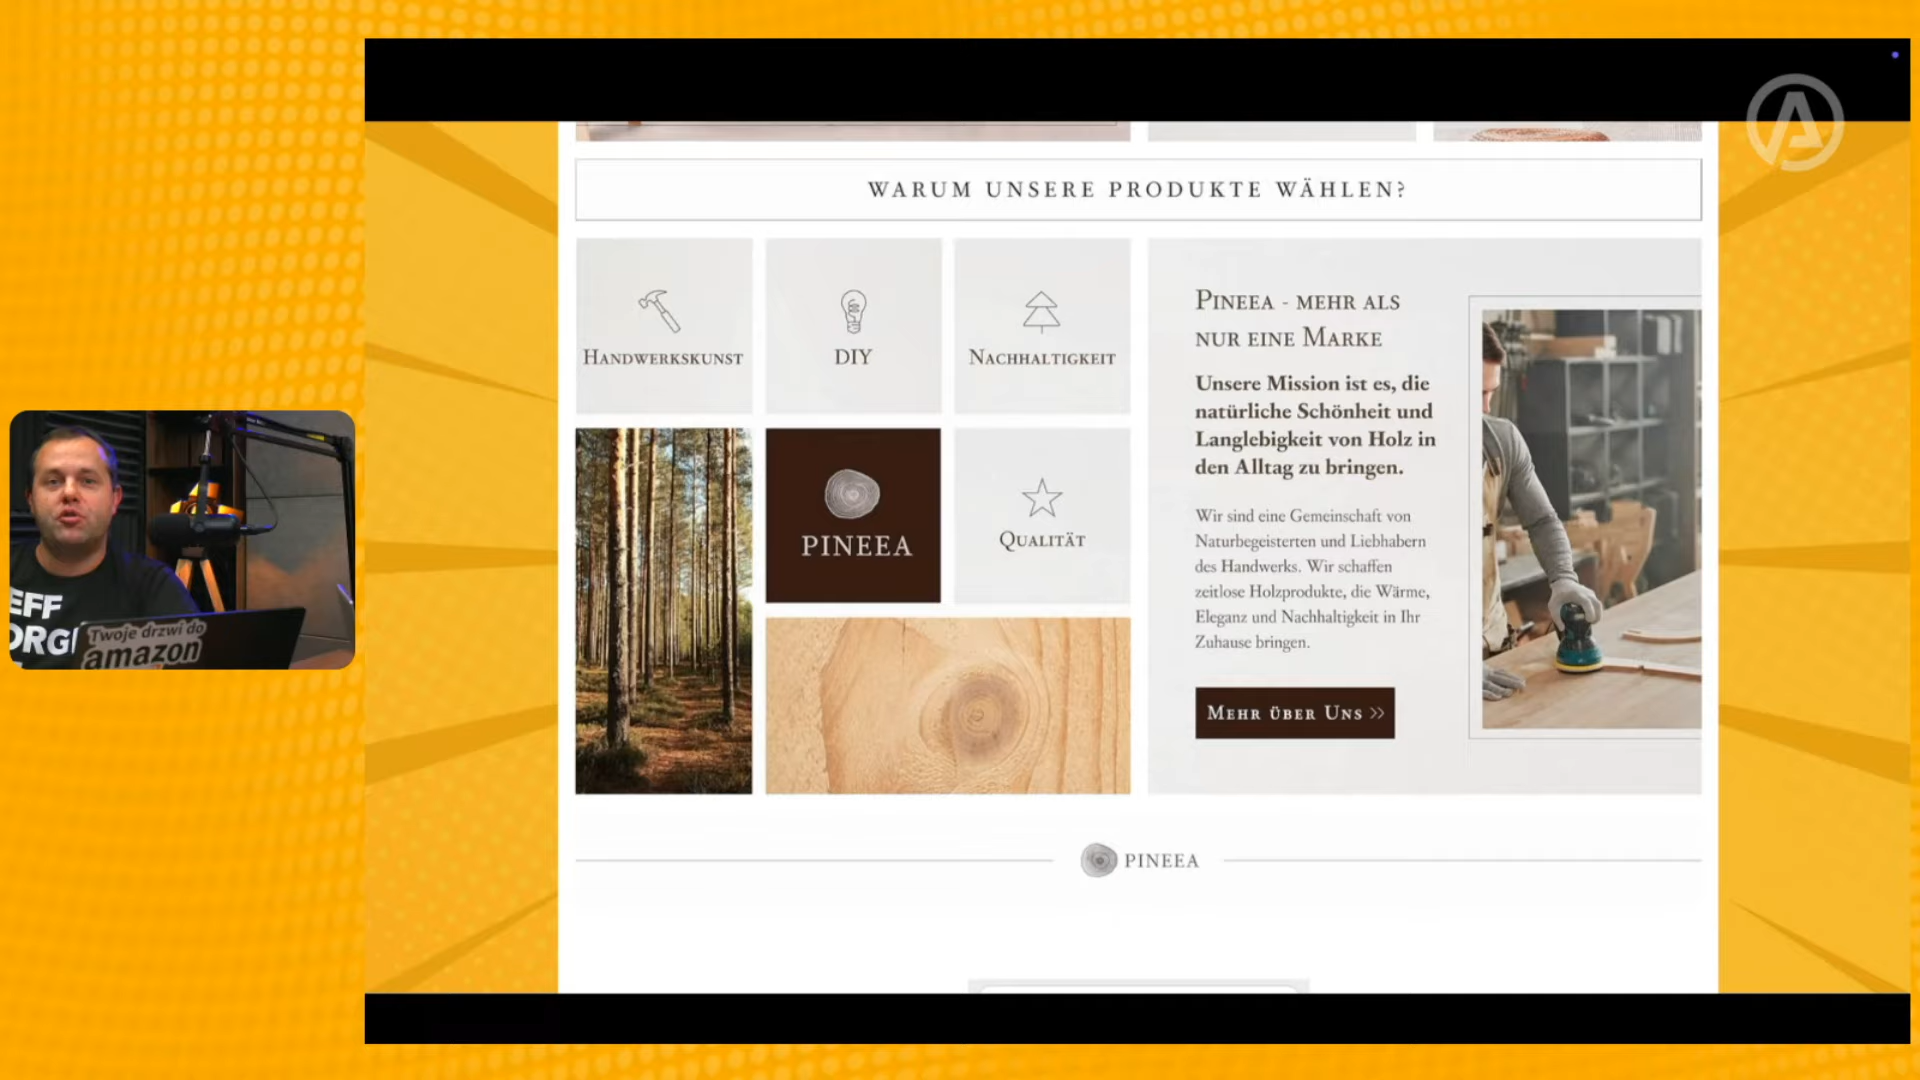 WARUM UNSERE PRODUKTE WÄHLEN?
HANDWERKSKUNST
DIY
NACHHALTIGKEIT
PINEEA
QUALITÄT
PINEEA - MEHR ALS
NUR EINE MARKE
Unsere Mission ist es, die
natürliche Schönheit und
Langlebigkeit von Holz in
den Alltag zu bringen.
Wir sind eine Gemeinschaft von
Naturbegeisterten und Liebhabern
des Handwerks. Wir schaffen
zeitlose Holzprodukte, die Wärme,
Eleganz und Nachhaltigkeit in Ihr
Zuhause bringen.
MEHR ÜBER UNS >>
PINEEA
EFF
ORGI
Twoje drzwi do
amazon